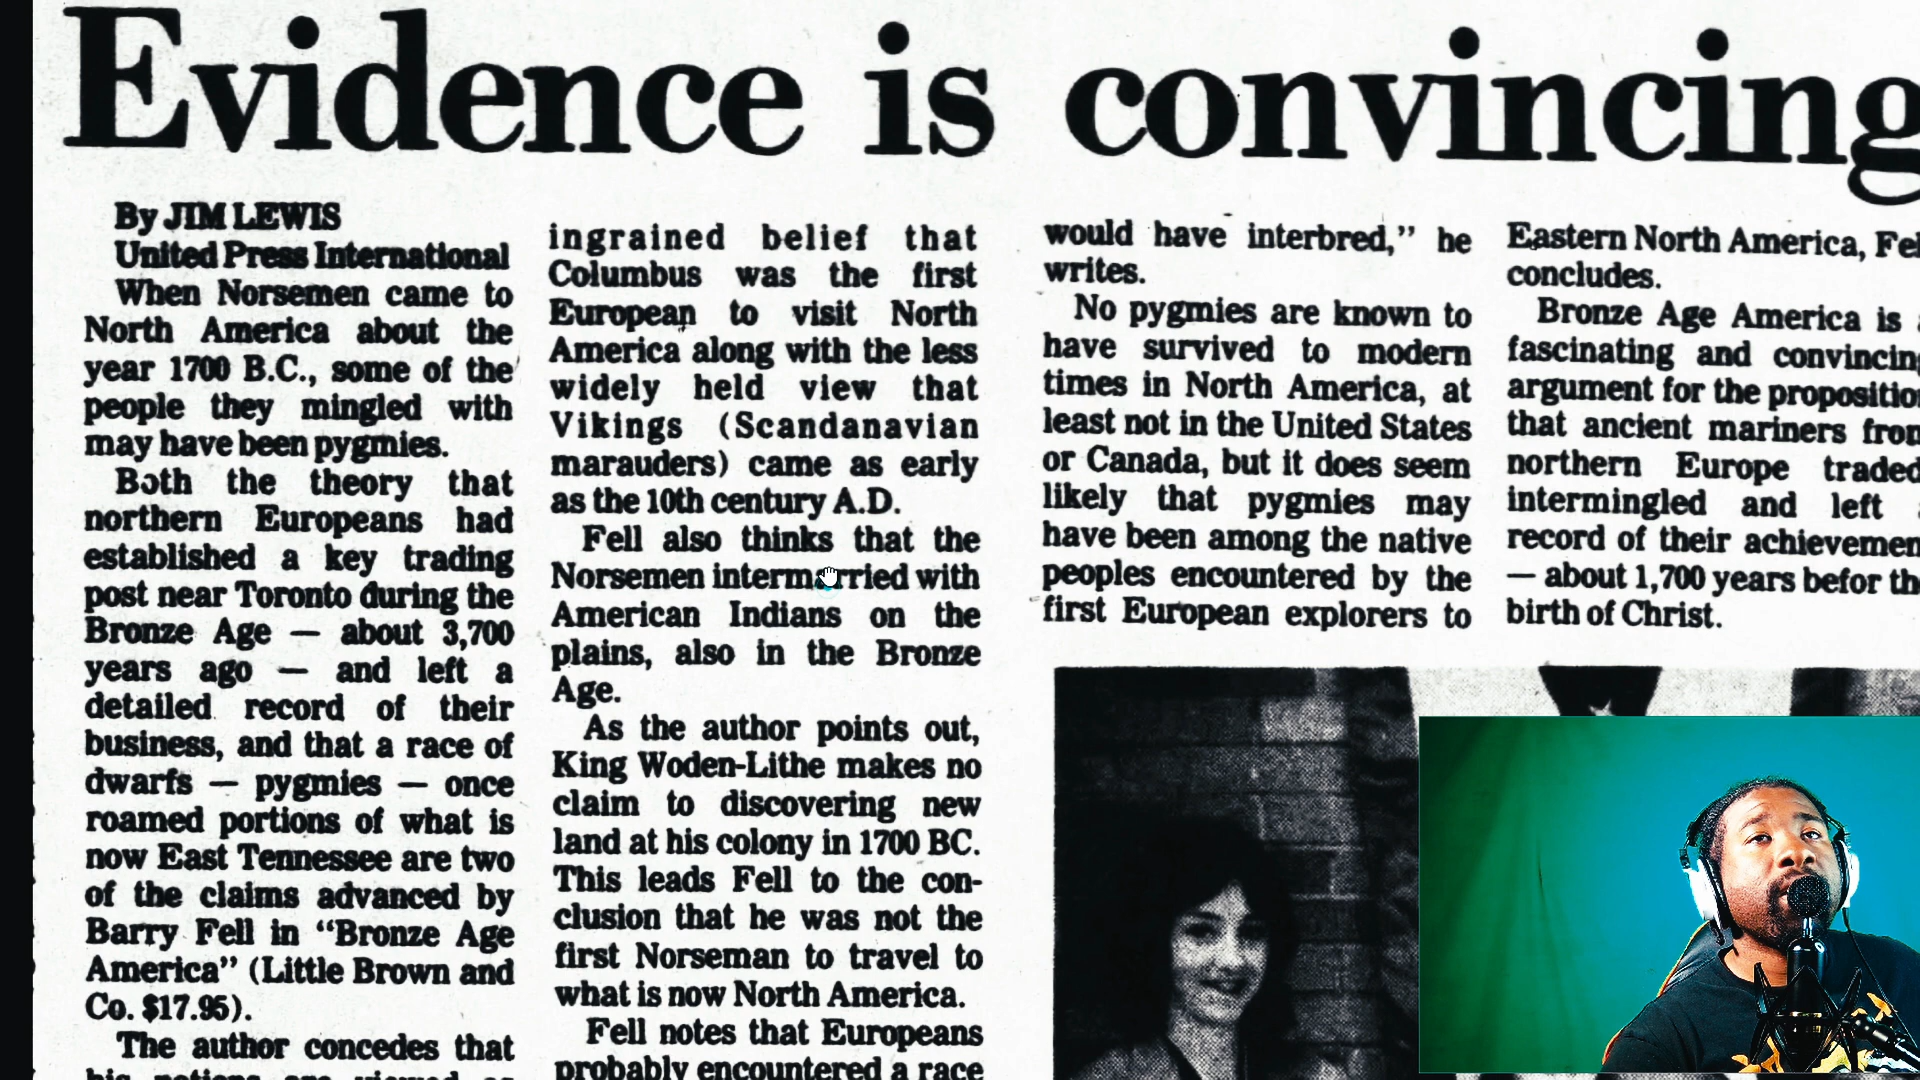 Evidence is convincing
By JIM LEWIS
United Press International
When Norsemen came to
North America about the
year 1700 B.C., some of the
people they mingled with
may have been pygmies.
Both the theory that
northern Europeans had
established a key trading
post near Toronto during the
Bronze Age — about 3,700
years ago — and left a
detailed record of their
business, and that a race of
dwarfs — pygmies — once
roamed portions of what is
now East Tennessee are two
of the claims advanced by
Barry Fell in “Bronze Age
America” (Little Brown and
Co. $17.95).
The author concedes that
ingrained belief that
Columbus was the first
European to visit North
America along with the less
widely held view that
Vikings (Scandanavian
marauders) came as early
as the 10th century A.D.
Fell also thinks that the
Norsemen intermarried with
American Indians on the
plains, also in the Bronze
Age.
As the author points out,
King Woden-Lithe makes no
claim to discovering new
land at his colony in 1700 BC.
This leads Fell to the con-
clusion that he was not the
first Norseman to travel to
what is now North America.
Fell notes that Europeans
probably encountered a race
would have interbred,” he
writes.
No pygmies are known to
have survived to modern
times in North America, at
least not in the United States
or Canada, but it does seem
likely that pygmies may
have been among the native
peoples encountered by the
first European explorers to
Eastern North America, Fel
concludes.
Bronze Age America is
fascinating and convincing
argument for the proposition
that ancient mariners from
northern Europe traded
intermingled and left
record of their achievemen
— about 1,700 years befor th
birth of Christ.